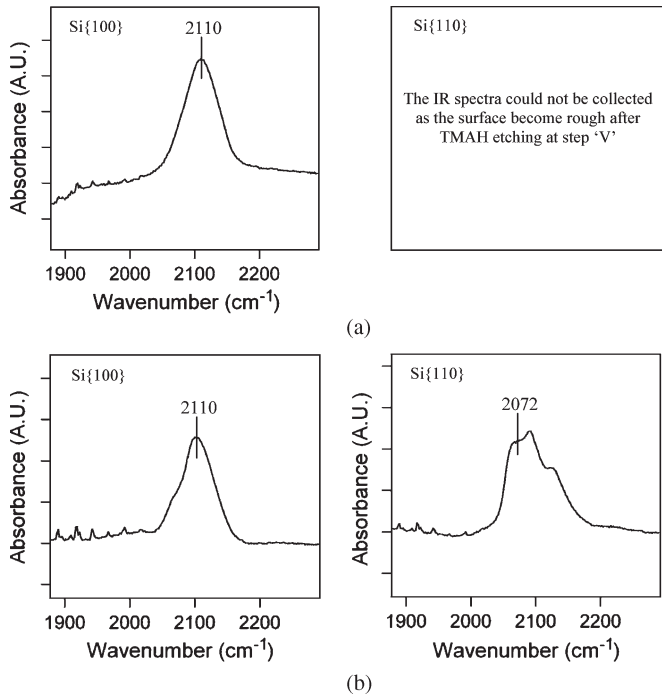 Si{100}
2110
Absorbance (A.U.)
1900 2000 2100 2200
Wavenumber (cm⁻¹)
Si{110}
The IR spectra could not be collected
as the surface become rough after
TMAH etching at step ‘V’
(a)
Si{100}
2110
Absorbance (A.U.)
1900 2000 2100 2200
Wavenumber (cm⁻¹)
Si{110}
2072
Absorbance (A.U.)
1900 2000 2100 2200
Wavenumber (cm⁻¹)
(b)